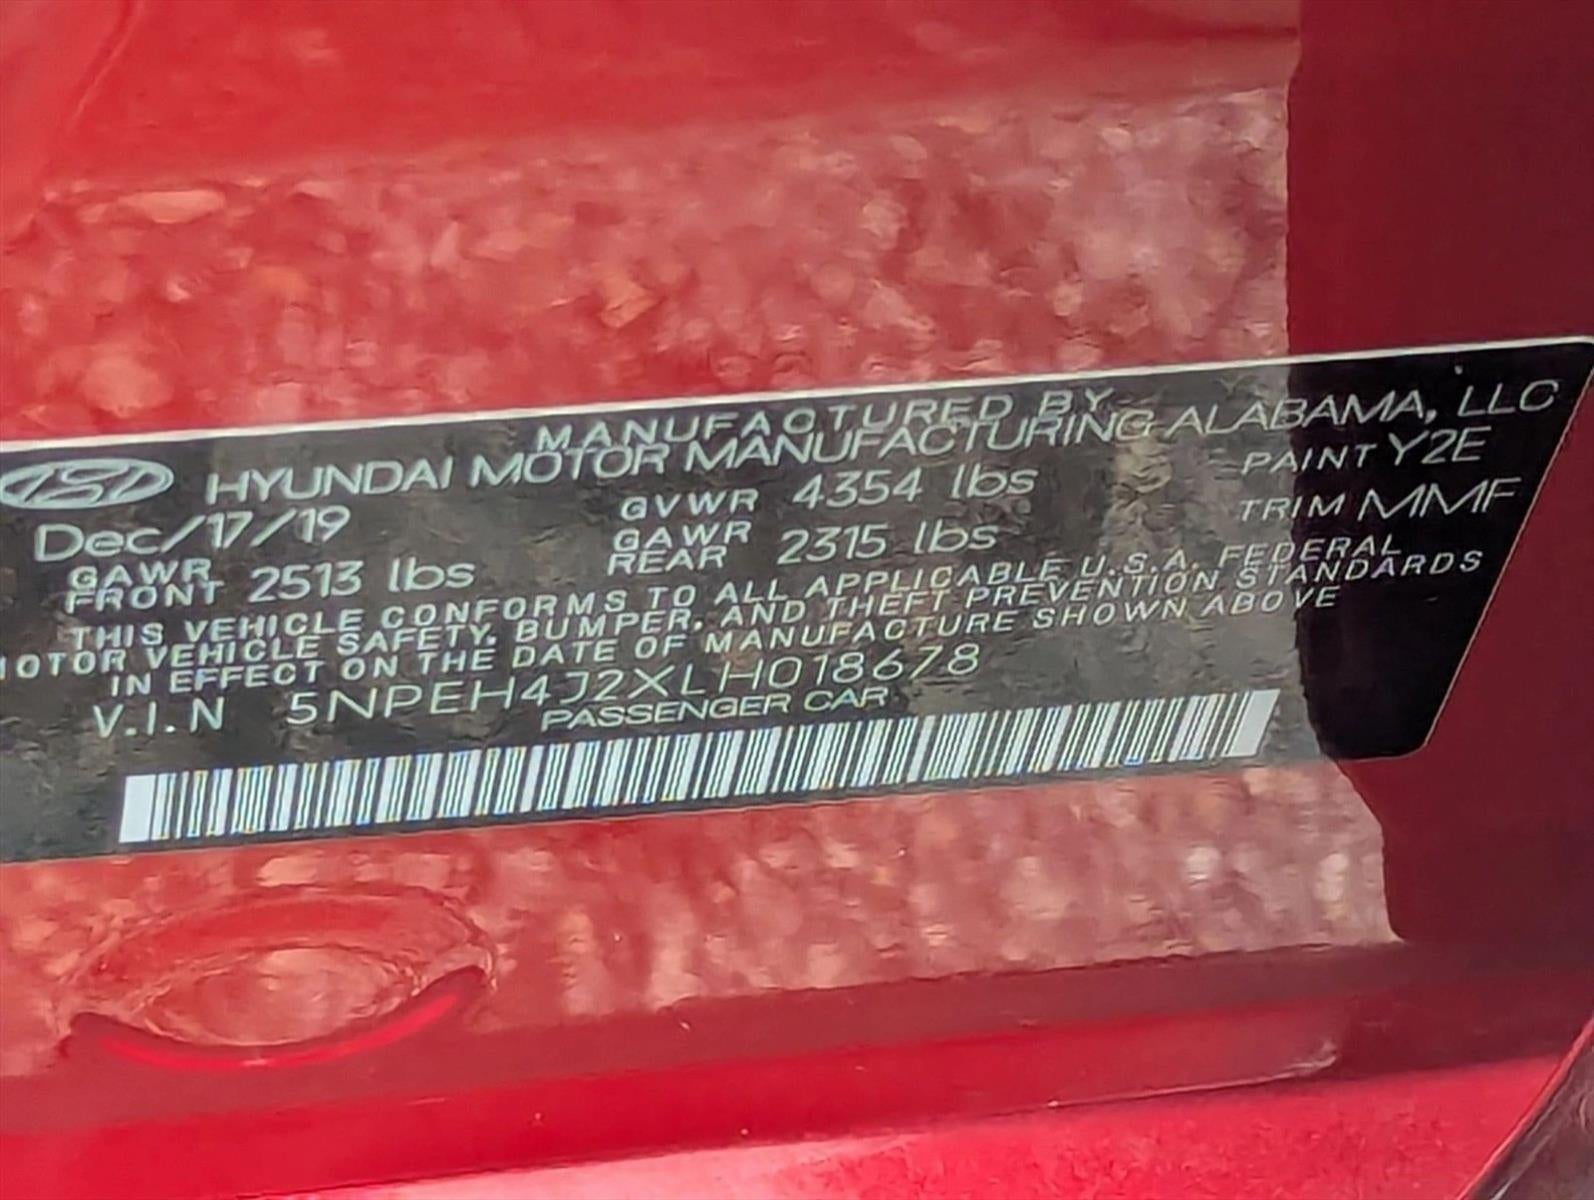 MANUFACTURED BY
HYUNDAI MOTOR MANUFACTURING ALABAMA, LLC
Dec/17/19 GVWR 4354 lbs PAINT Y2E
GAWR FRONT 2513 lbs GAWR REAR 2315 lbs TRIM MMF
THIS VEHICLE CONFORMS TO ALL APPLICABLE U.S.A. FEDERAL
MOTOR VEHICLE SAFETY, BUMPER, AND THEFT PREVENTION STANDARDS
IN EFFECT ON THE DATE OF MANUFACTURE SHOWN ABOVE
V.I.N 5NPEH4J2XLH018678
PASSENGER CAR